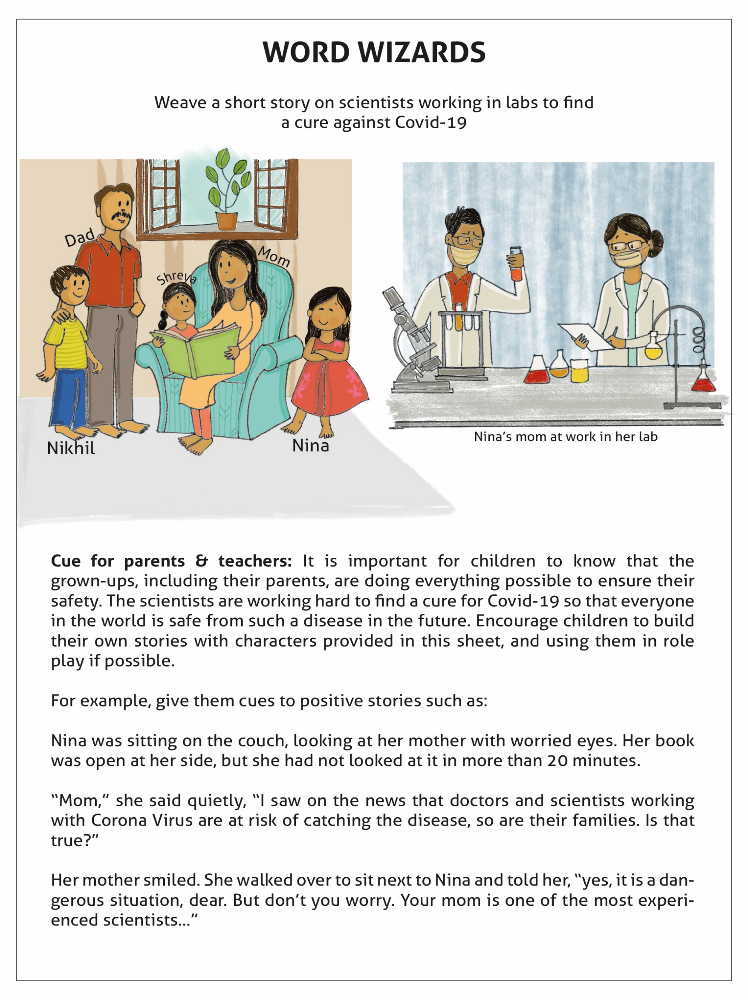 WORD WIZARDS
Weave a short story on scientists working in labs to find
a cure against Covid-19
Dad
Mom
Shreya
Nikhil
Nina
Nina's mom at work in her lab
Cue for parents & teachers: It is important for children to know that the
grown-ups, including their parents, are doing everything possible to ensure their
safety. The scientists are working hard to find a cure for Covid-19 so that everyone
in the world is safe from such a disease in the future. Encourage children to build
their own stories with characters provided in this sheet, and using them in role
play if possible.
For example, give them cues to positive stories such as:
Nina was sitting on the couch, looking at her mother with worried eyes. Her book
was open at her side, but she had not looked at it in more than 20 minutes.
“Mom,” she said quietly, “I saw on the news that doctors and scientists working
with Corona Virus are at risk of catching the disease, so are their families. Is that
true?”
Her mother smiled. She walked over to sit next to Nina and told her, “yes, it is a dan-
gerous situation, dear. But don’t you worry. Your mom is one of the most experi-
enced scientists...”